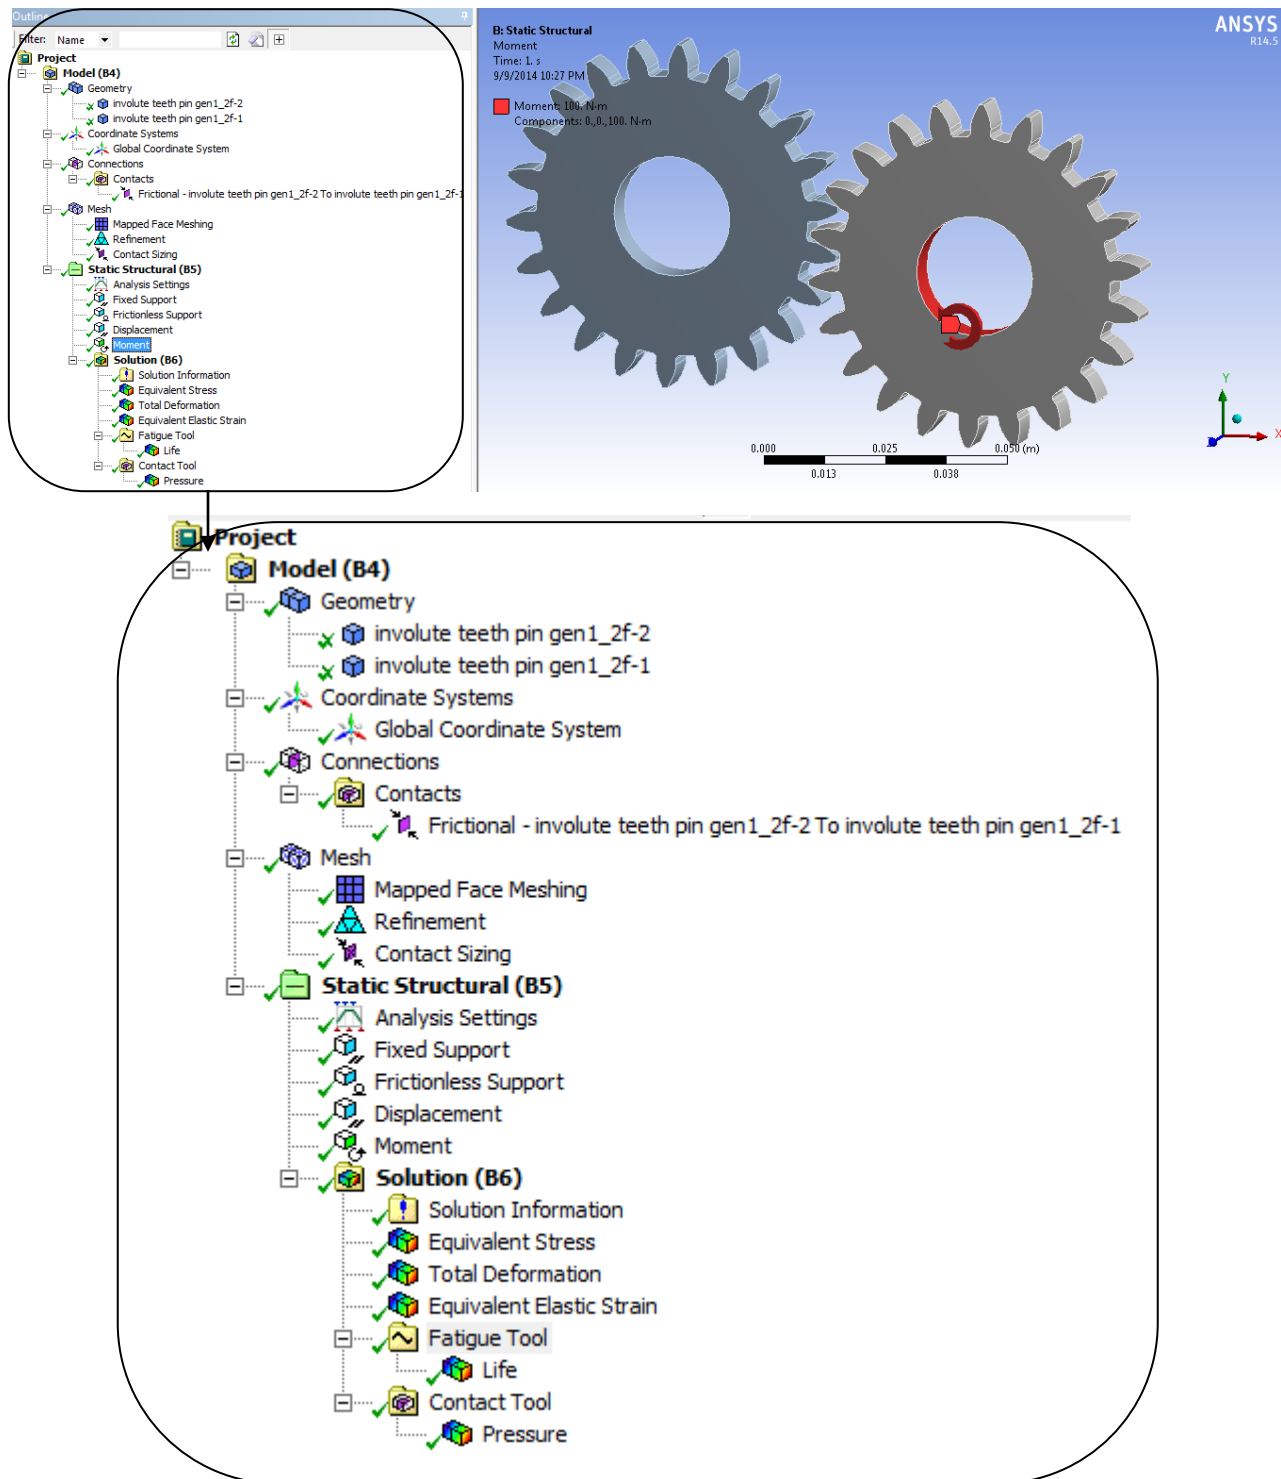 Outline
Filter: Name
Project
Model (B4)
Geometry
involute teeth pin gen1_2f-2
involute teeth pin gen1_2f-1
Coordinate Systems
Global Coordinate System
Connections
Contacts
Frictional - involute teeth pin gen1_2f-2 To involute teeth pin gen1_2f-1
Mesh
Mapped Face Meshing
Refinement
Contact Sizing
Static Structural (B5)
Analysis Settings
Fixed Support
Frictionless Support
Displacement
Moment
Solution (B6)
Solution Information
Equivalent Stress
Total Deformation
Equivalent Elastic Strain
Fatigue Tool
Life
Contact Tool
Pressure
B: Static Structural
Moment
Time: 1. s
9/9/2014 10:27 PM
Moment: 100. N·m
Components: 0.,0.,100. N·m
ANSYS
R14.5
0.000 0.025 0.050 (m)
0.013 0.038
Y
X
Project
Model (B4)
Geometry
involute teeth pin gen1_2f-2
involute teeth pin gen1_2f-1
Coordinate Systems
Global Coordinate System
Connections
Contacts
Frictional - involute teeth pin gen1_2f-2 To involute teeth pin gen1_2f-1
Mesh
Mapped Face Meshing
Refinement
Contact Sizing
Static Structural (B5)
Analysis Settings
Fixed Support
Frictionless Support
Displacement
Moment
Solution (B6)
Solution Information
Equivalent Stress
Total Deformation
Equivalent Elastic Strain
Fatigue Tool
Life
Contact Tool
Pressure